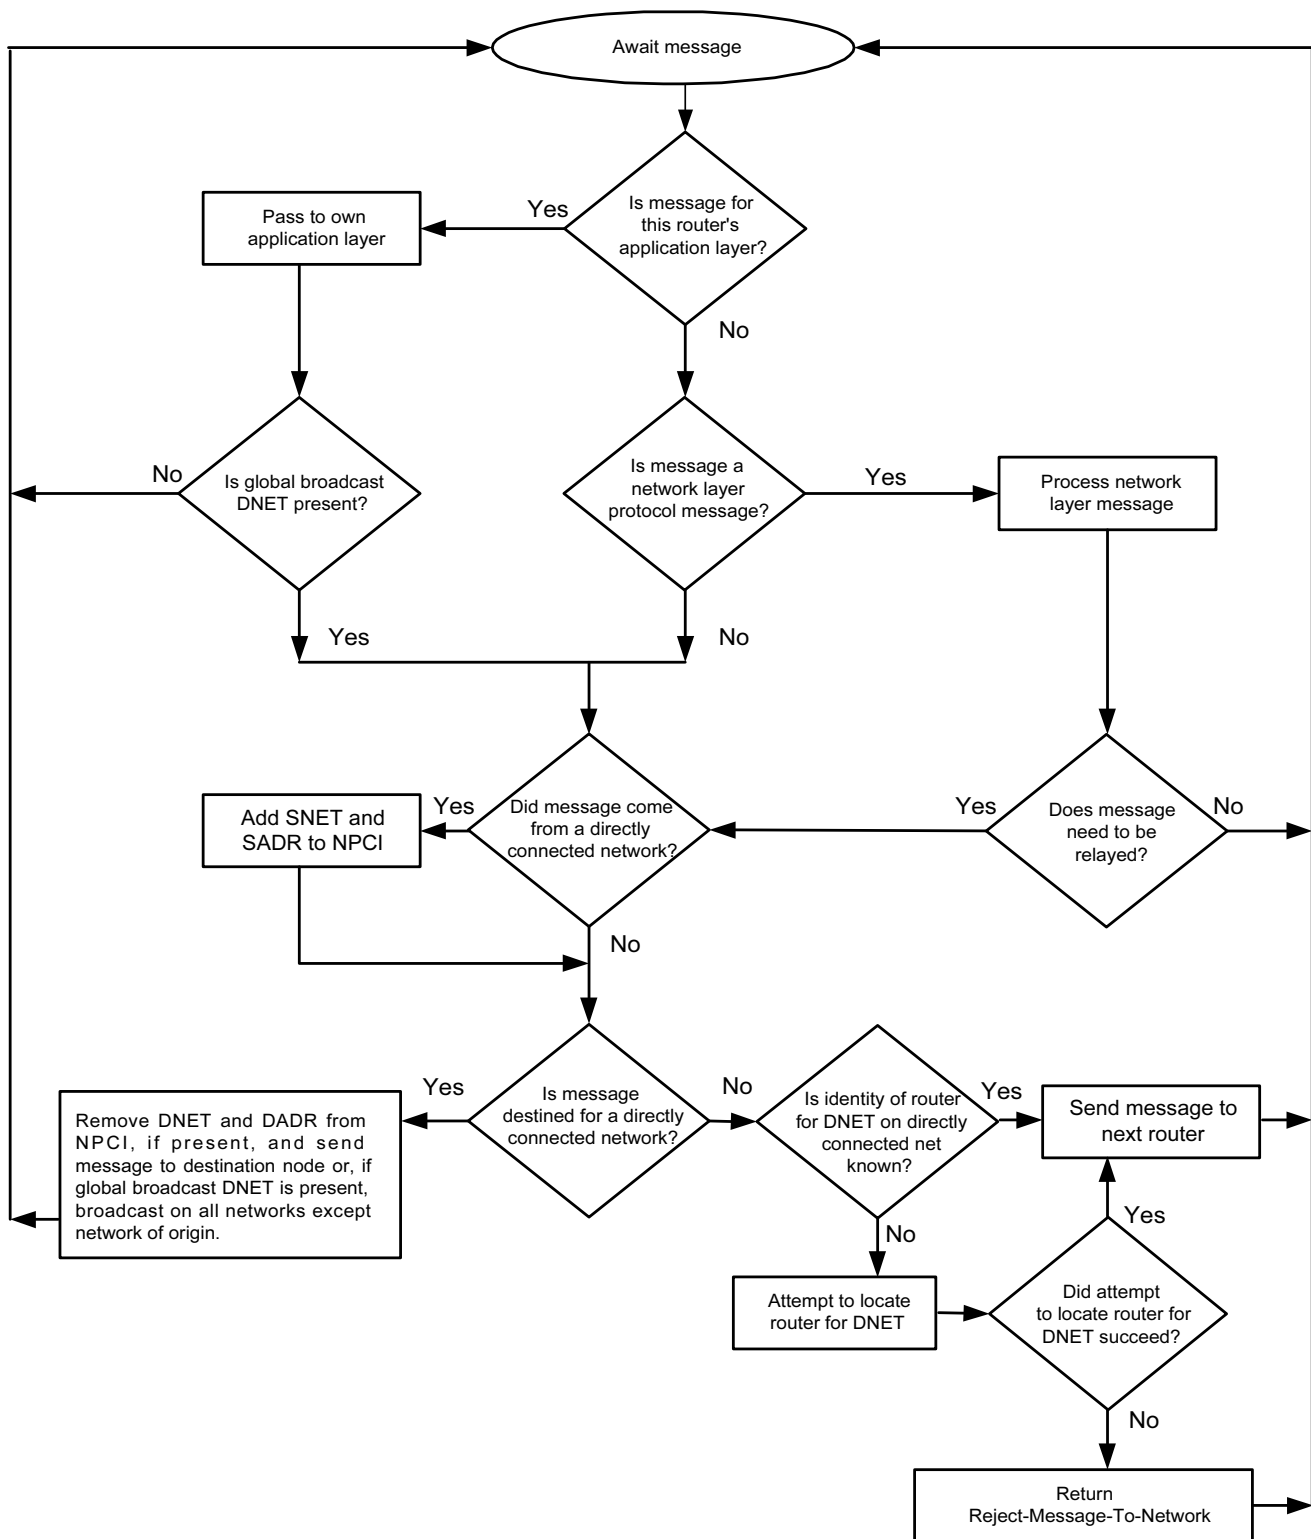 Await message
Is message for
this router's
application layer?
Yes
Pass to own
application layer
No
Is global broadcast
DNET present?
No
Yes
Is message a
network layer
protocol message?
Yes
Process network
layer message
No
Did message come
from a directly
connected network?
Yes
Add SNET and
SADR to NPCI
Yes
Does message
need to be
relayed?
No
No
Is message
destined for a directly
connected network?
Yes
Remove DNET and DADR from
NPCI, if present, and send
message to destination node or, if
global broadcast DNET is present,
broadcast on all networks except
network of origin.
No
Is identity of router
for DNET on directly
connected net
known?
Yes
Send message to
next router
No
Attempt to locate
router for DNET
Yes
Did attempt
to locate router for
DNET succeed?
No
Return
Reject-Message-To-Network